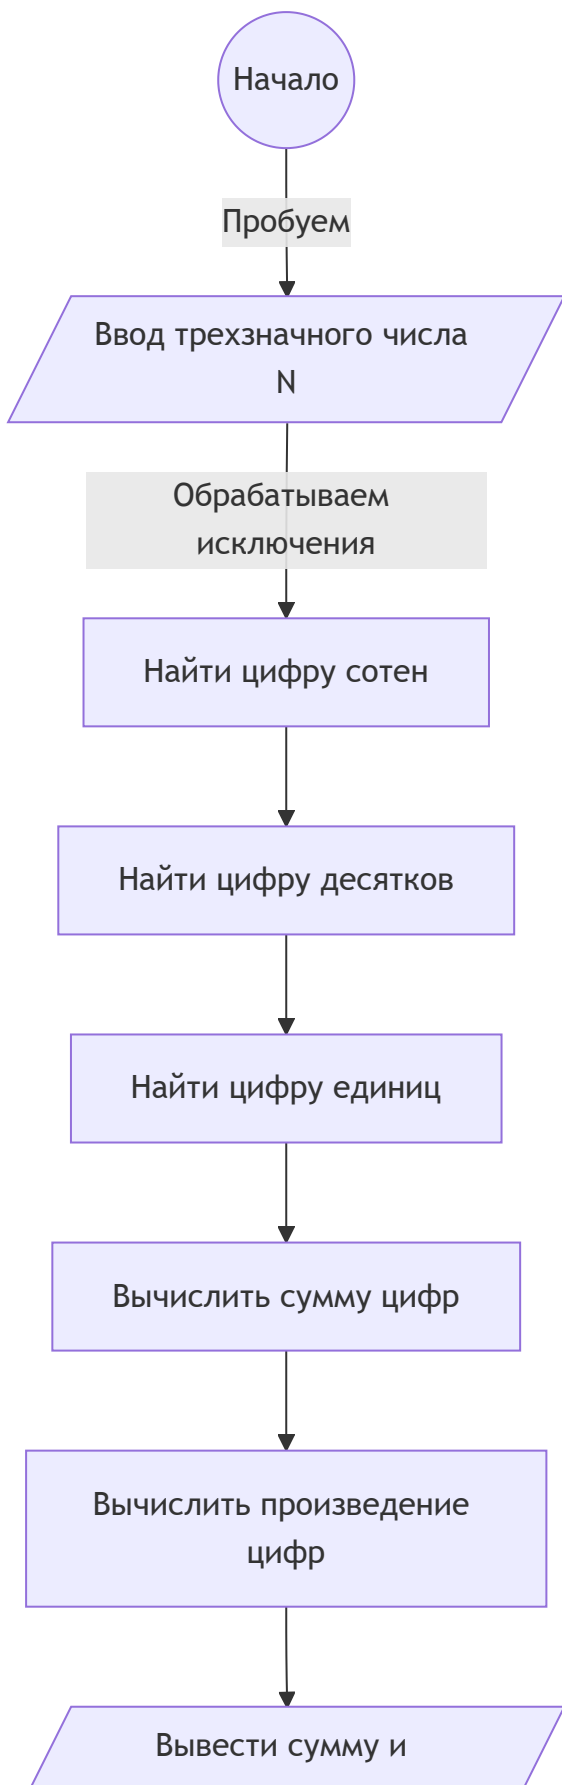 Начало
Пробуем
Ввод трехзначного числа
N
Обрабатываем
исключения
Найти цифру сотен
Найти цифру десятков
Найти цифру единиц
Вычислить сумму цифр
Вычислить произведение
цифр
Вывести сумму и